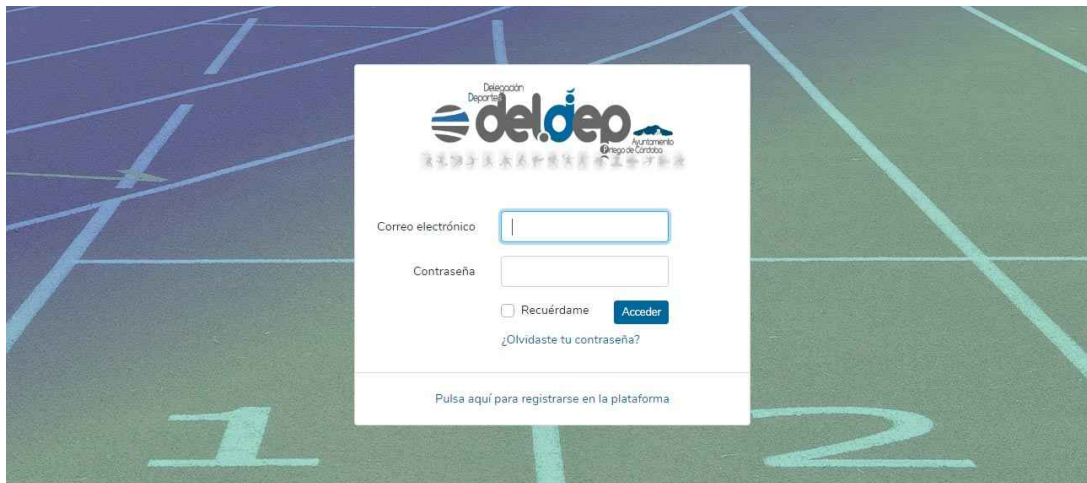 Delegación
Deportes
del.dep
Ayuntamiento
Priego de Córdoba
Correo electrónico
Contraseña
Recuérdame
Acceder
¿Olvidaste tu contraseña?
Pulsa aquí para registrarse en la plataforma
1
2